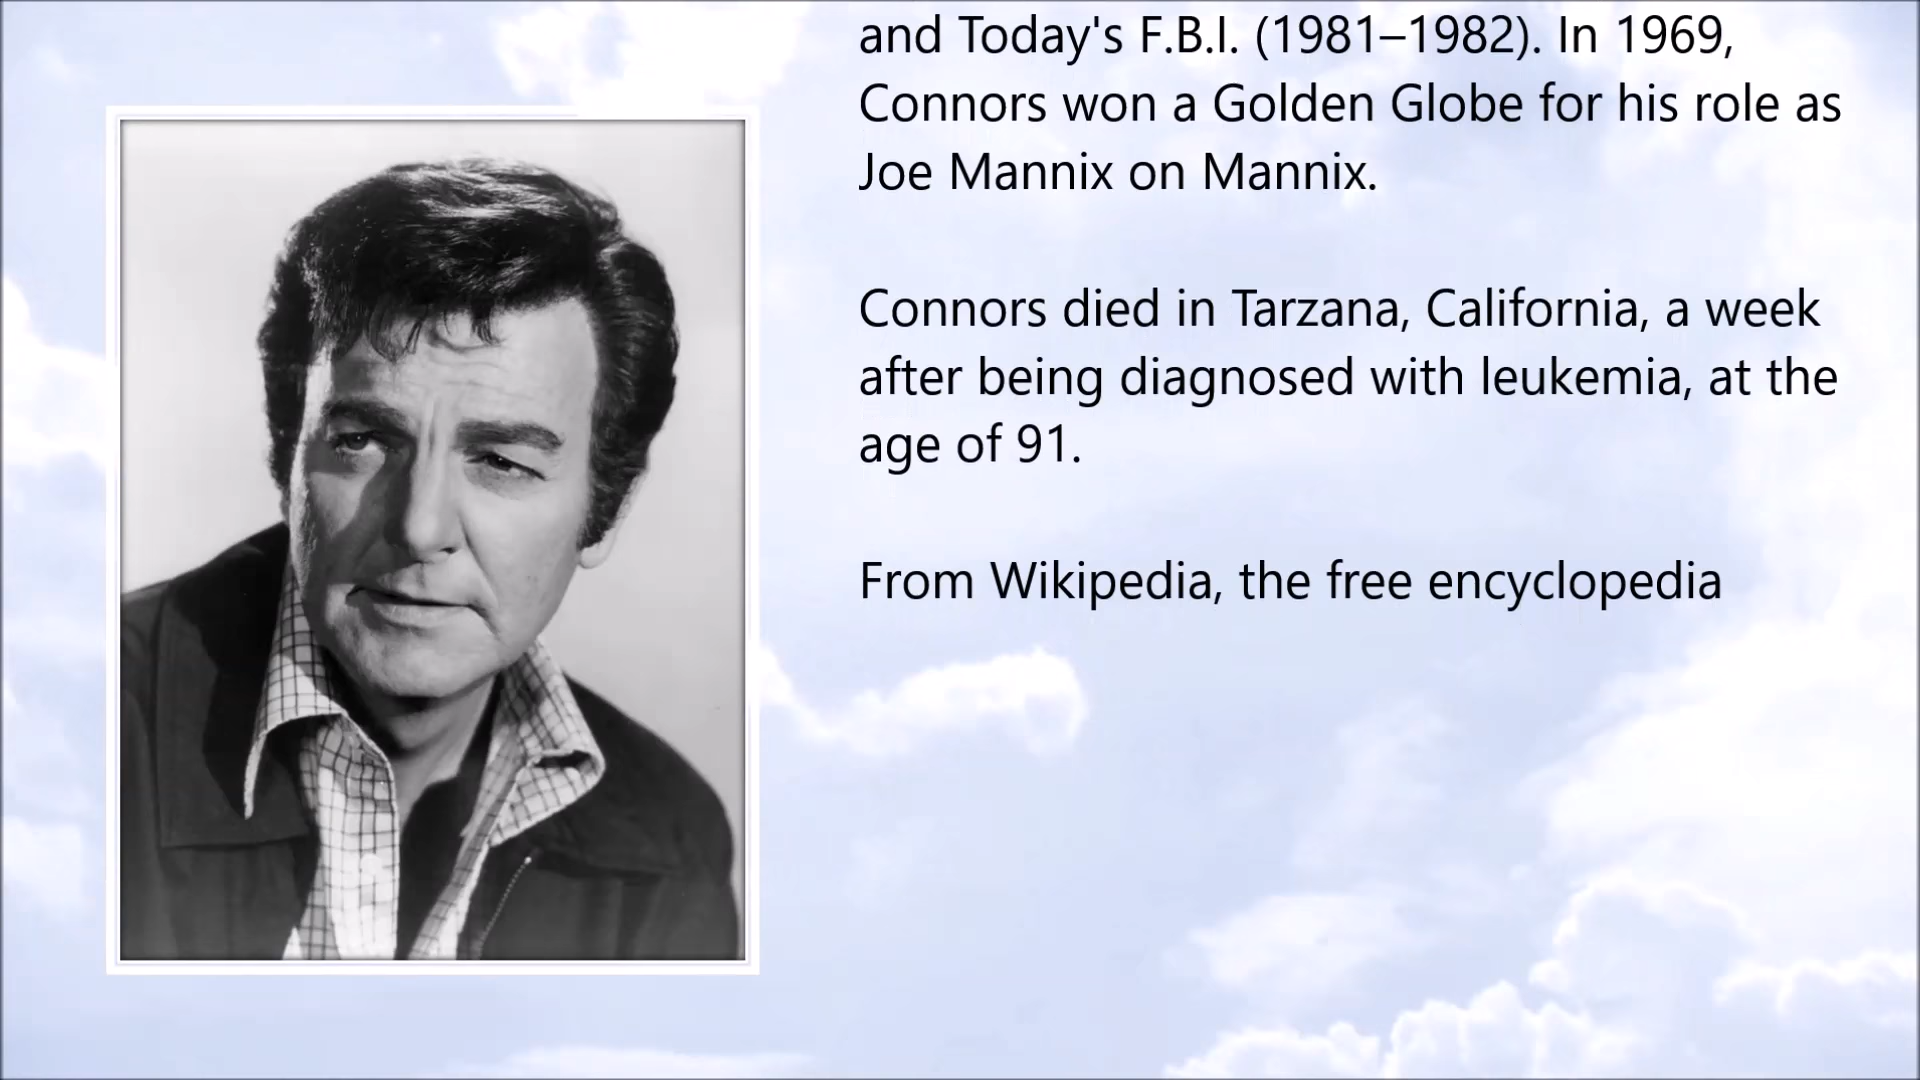 and Today's F.B.I. (1981–1982). In 1969,
Connors won a Golden Globe for his role as
Joe Mannix on Mannix.
Connors died in Tarzana, California, a week
after being diagnosed with leukemia, at the
age of 91.
From Wikipedia, the free encyclopedia